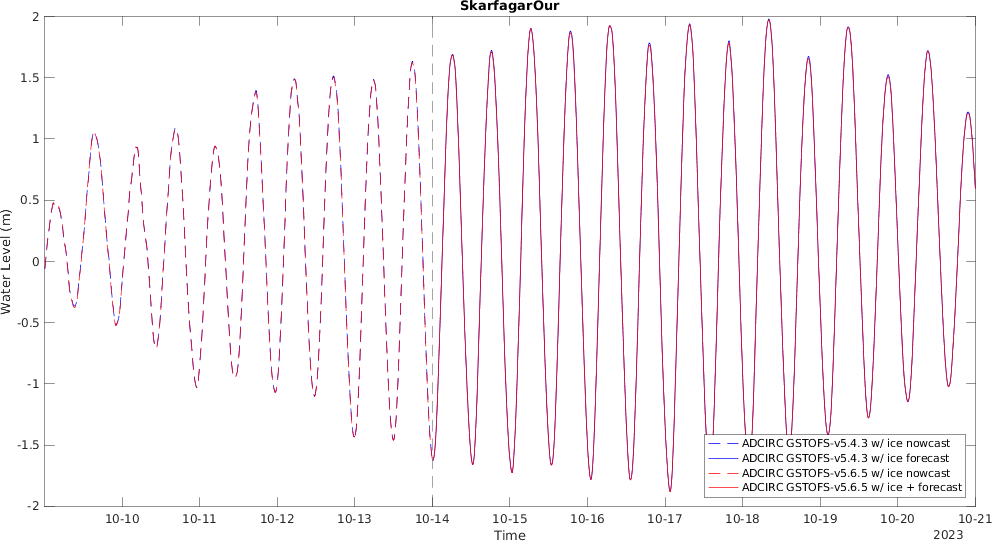 SkarfagarOur
2
1.5
1
0.5
0
-0.5
-1
-1.5
-2
Water Level (m)
ADCIRC GSTOFS-v5.4.3 w/ ice nowcast
ADCIRC GSTOFS-v5.4.3 w/ ice forecast
ADCIRC GSTOFS-v5.6.5 w/ ice nowcast
ADCIRC GSTOFS-v5.6.5 w/ ice + forecast
10-10 10-11 10-12 10-13 10-14 10-15 10-16 10-17 10-18 10-19 10-20 10-21
Time
2023